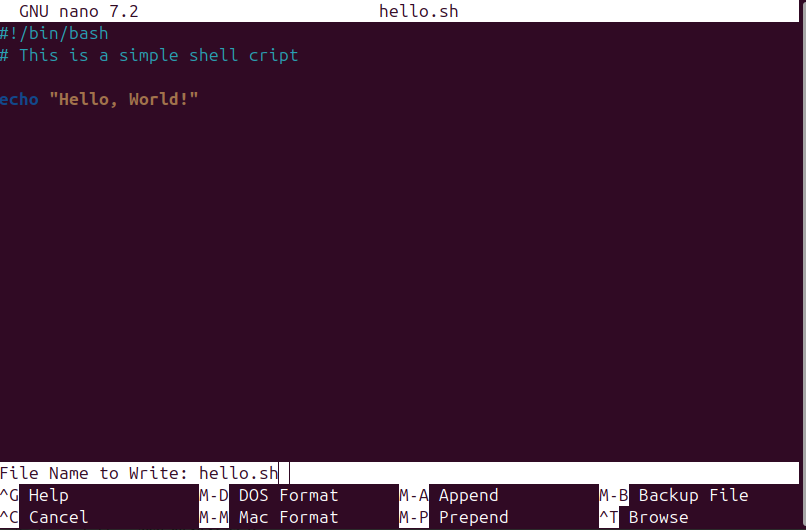 GNU nano 7.2 hello.sh
#!/bin/bash
# This is a simple shell cript
echo "Hello, World!"
File Name to Write: hello.sh
^G Help M-D DOS Format M-A Append M-B Backup File
^C Cancel M-M Mac Format M-P Prepend ^T Browse